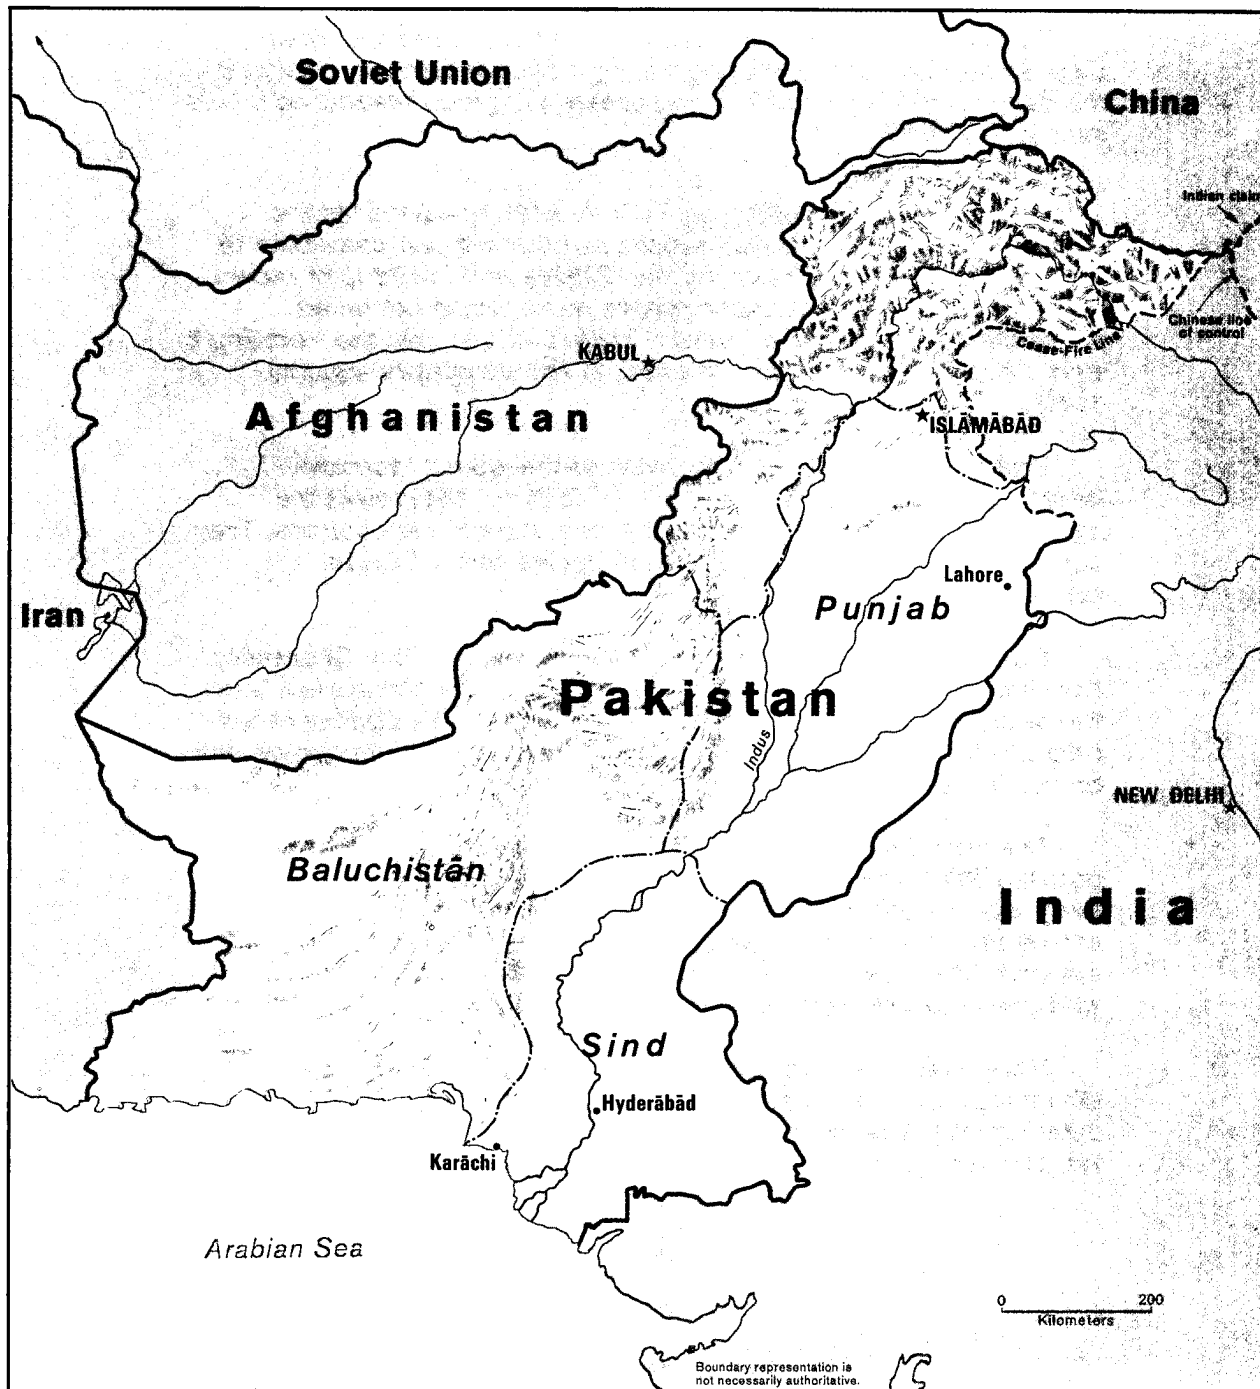 Soviet Union
China
Indian claim
Chinese line
of control
Cease-Fire Line
KABUL
Afghanistan
ISLĀMĀBĀD
Lahore
Iran
Punjab
Pakistan
Indus
NEW DELHI
Baluchistān
India
Sind
Hyderābād
Karāchi
Arabian Sea
0 200
Kilometers
Boundary representation is
not necessarily authoritative.